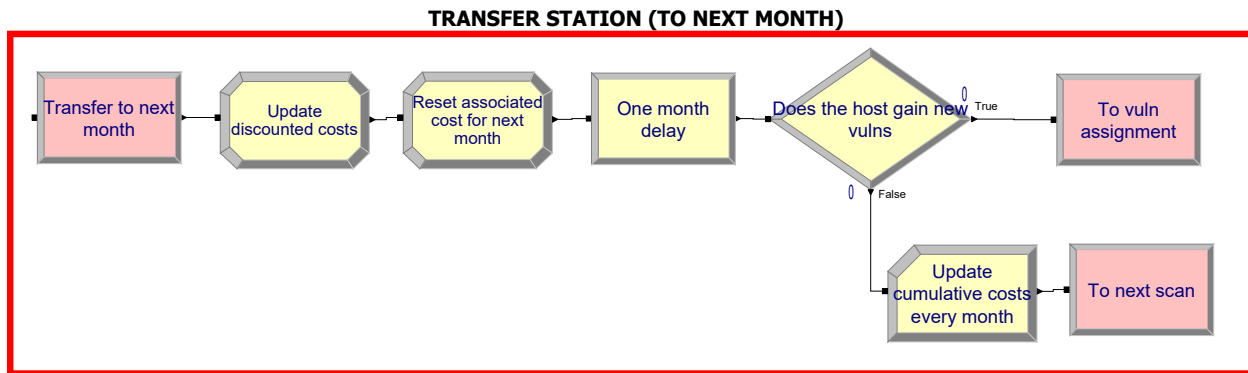 TRANSFER STATION (TO NEXT MONTH)
Transfer to next
month
Update
discounted costs
Reset associated
cost for next
month
One month
delay
Does the host gain new
vulns
0
True
To vuln
assignment
0
False
Update
cumulative costs
every month
To next scan